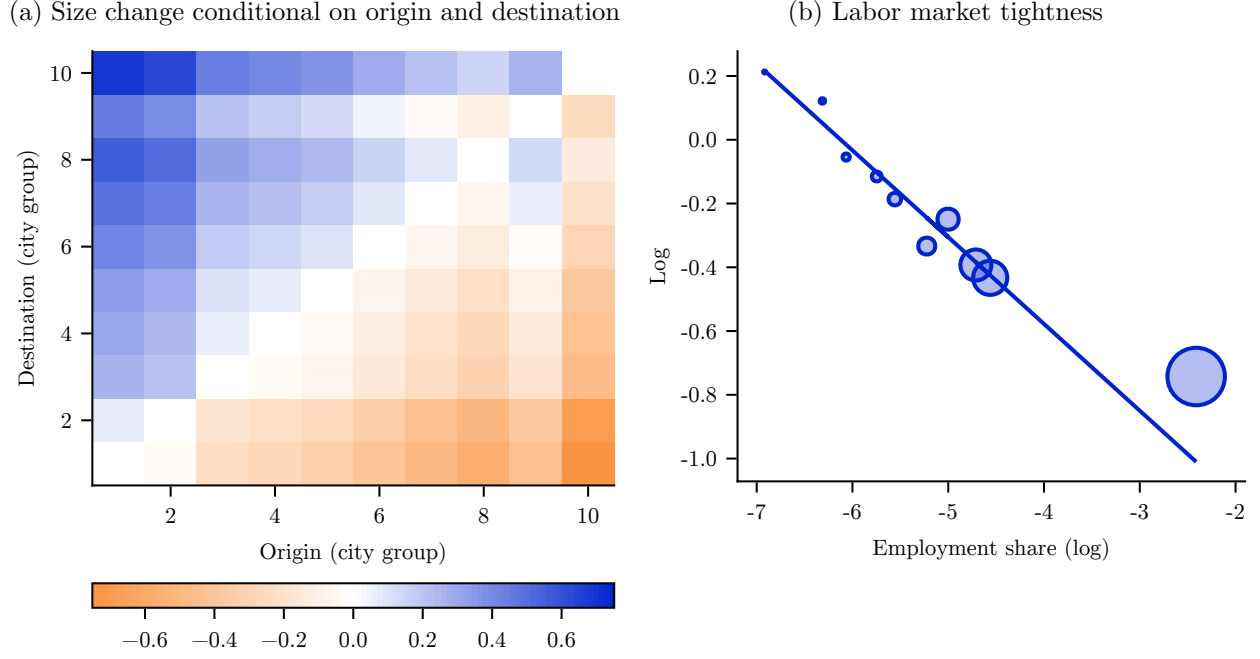 (a) Size change conditional on origin and destination
10
8
6
4
2
Destination (city group)
2 4 6 8 10
Origin (city group)
−0.6 −0.4 −0.2 0.0 0.2 0.4 0.6
(b) Labor market tightness
0.2
0.0
-0.2
-0.4
-0.6
-0.8
-1.0
Log
-7 -6 -5 -4 -3 -2
Employment share (log)